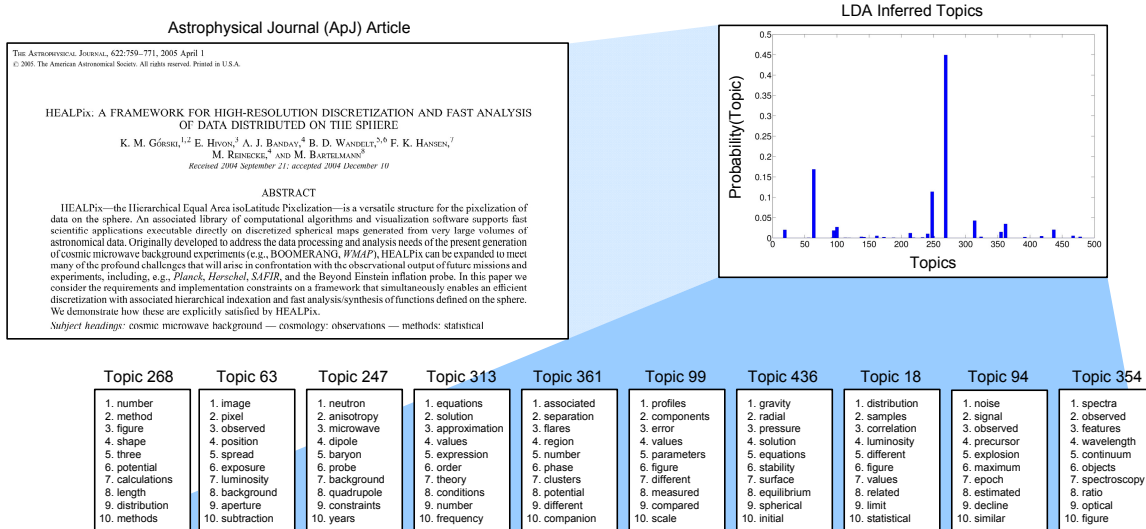 Astrophysical Journal (ApJ) Article
THE ASTROPHYSICAL JOURNAL, 622:759–771, 2005 April 1
© 2005. The American Astronomical Society. All rights reserved. Printed in U.S.A.
HEALPix: A FRAMEWORK FOR HIGH-RESOLUTION DISCRETIZATION AND FAST ANALYSIS
OF DATA DISTRIBUTED ON THE SPHERE
K. M. Górski,1,2 E. Hivon,3 A. J. Banday,4 B. D. Wandelt,5,6 F. K. Hansen,7
M. Reinecke,4 and M. Bartelmann8
Received 2004 September 21; accepted 2004 December 10
ABSTRACT
HEALPix—the Hierarchical Equal Area isoLatitude Pixelization—is a versatile structure for the pixelization of
data on the sphere. An associated library of computational algorithms and visualization software supports fast
scientific applications executable directly on discretized spherical maps generated from very large volumes of
astronomical data. Originally developed to address the data processing and analysis needs of the present generation
of cosmic microwave background experiments (e.g., BOOMERANG, WMAP), HEALPix can be expanded to meet
many of the profound challenges that will arise in confrontation with the observational output of future missions and
experiments, including, e.g., Planck, Herschel, SAFIR, and the Beyond Einstein inflation probe. In this paper we
consider the requirements and implementation constraints on a framework that simultaneously enables an efficient
discretization with associated hierarchical indexation and fast analysis/synthesis of functions defined on the sphere.
We demonstrate how these are explicitly satisfied by HEALPix.
Subject headings: cosmic microwave background — cosmology: observations — methods: statistical
LDA Inferred Topics
Probability(Topic)
0.5
0.45
0.4
0.35
0.3
0.25
0.2
0.15
0.1
0.05
0
0 50 100 150 200 250 300 350 400 450 500
Topics
Topic 268
1. number
2. method
3. figure
4. shape
5. three
6. potential
7. calculations
8. length
9. distribution
10. methods
Topic 63
1. image
2. pixel
3. observed
4. position
5. spread
6. exposure
7. luminosity
8. background
9. aperture
10. subtraction
Topic 247
1. neutron
2. anisotropy
3. microwave
4. dipole
5. baryon
6. probe
7. background
8. quadrupole
9. constraints
10. years
Topic 313
1. equations
2. solution
3. approximation
4. values
5. expression
6. order
7. theory
8. conditions
9. number
10. frequency
Topic 361
1. associated
2. separation
3. flares
4. region
5. number
6. phase
7. clusters
8. potential
9. different
10. companion
Topic 99
1. profiles
2. components
3. error
4. values
5. parameters
6. figure
7. different
8. measured
9. compared
10. scale
Topic 436
1. gravity
2. radial
3. pressure
4. solution
5. equations
6. stability
7. surface
8. equilibrium
9. spherical
10. initial
Topic 18
1. distribution
2. samples
3. correlation
4. luminosity
5. different
6. figure
7. values
8. related
9. limit
10. statistical
Topic 94
1. noise
2. signal
3. observed
4. precursor
5. explosion
6. maximum
7. epoch
8. estimated
9. decline
10. similar
Topic 354
1. spectra
2. observed
3. features
4. wavelength
5. continuum
6. objects
7. spectroscopy
8. ratio
9. optical
10. figure